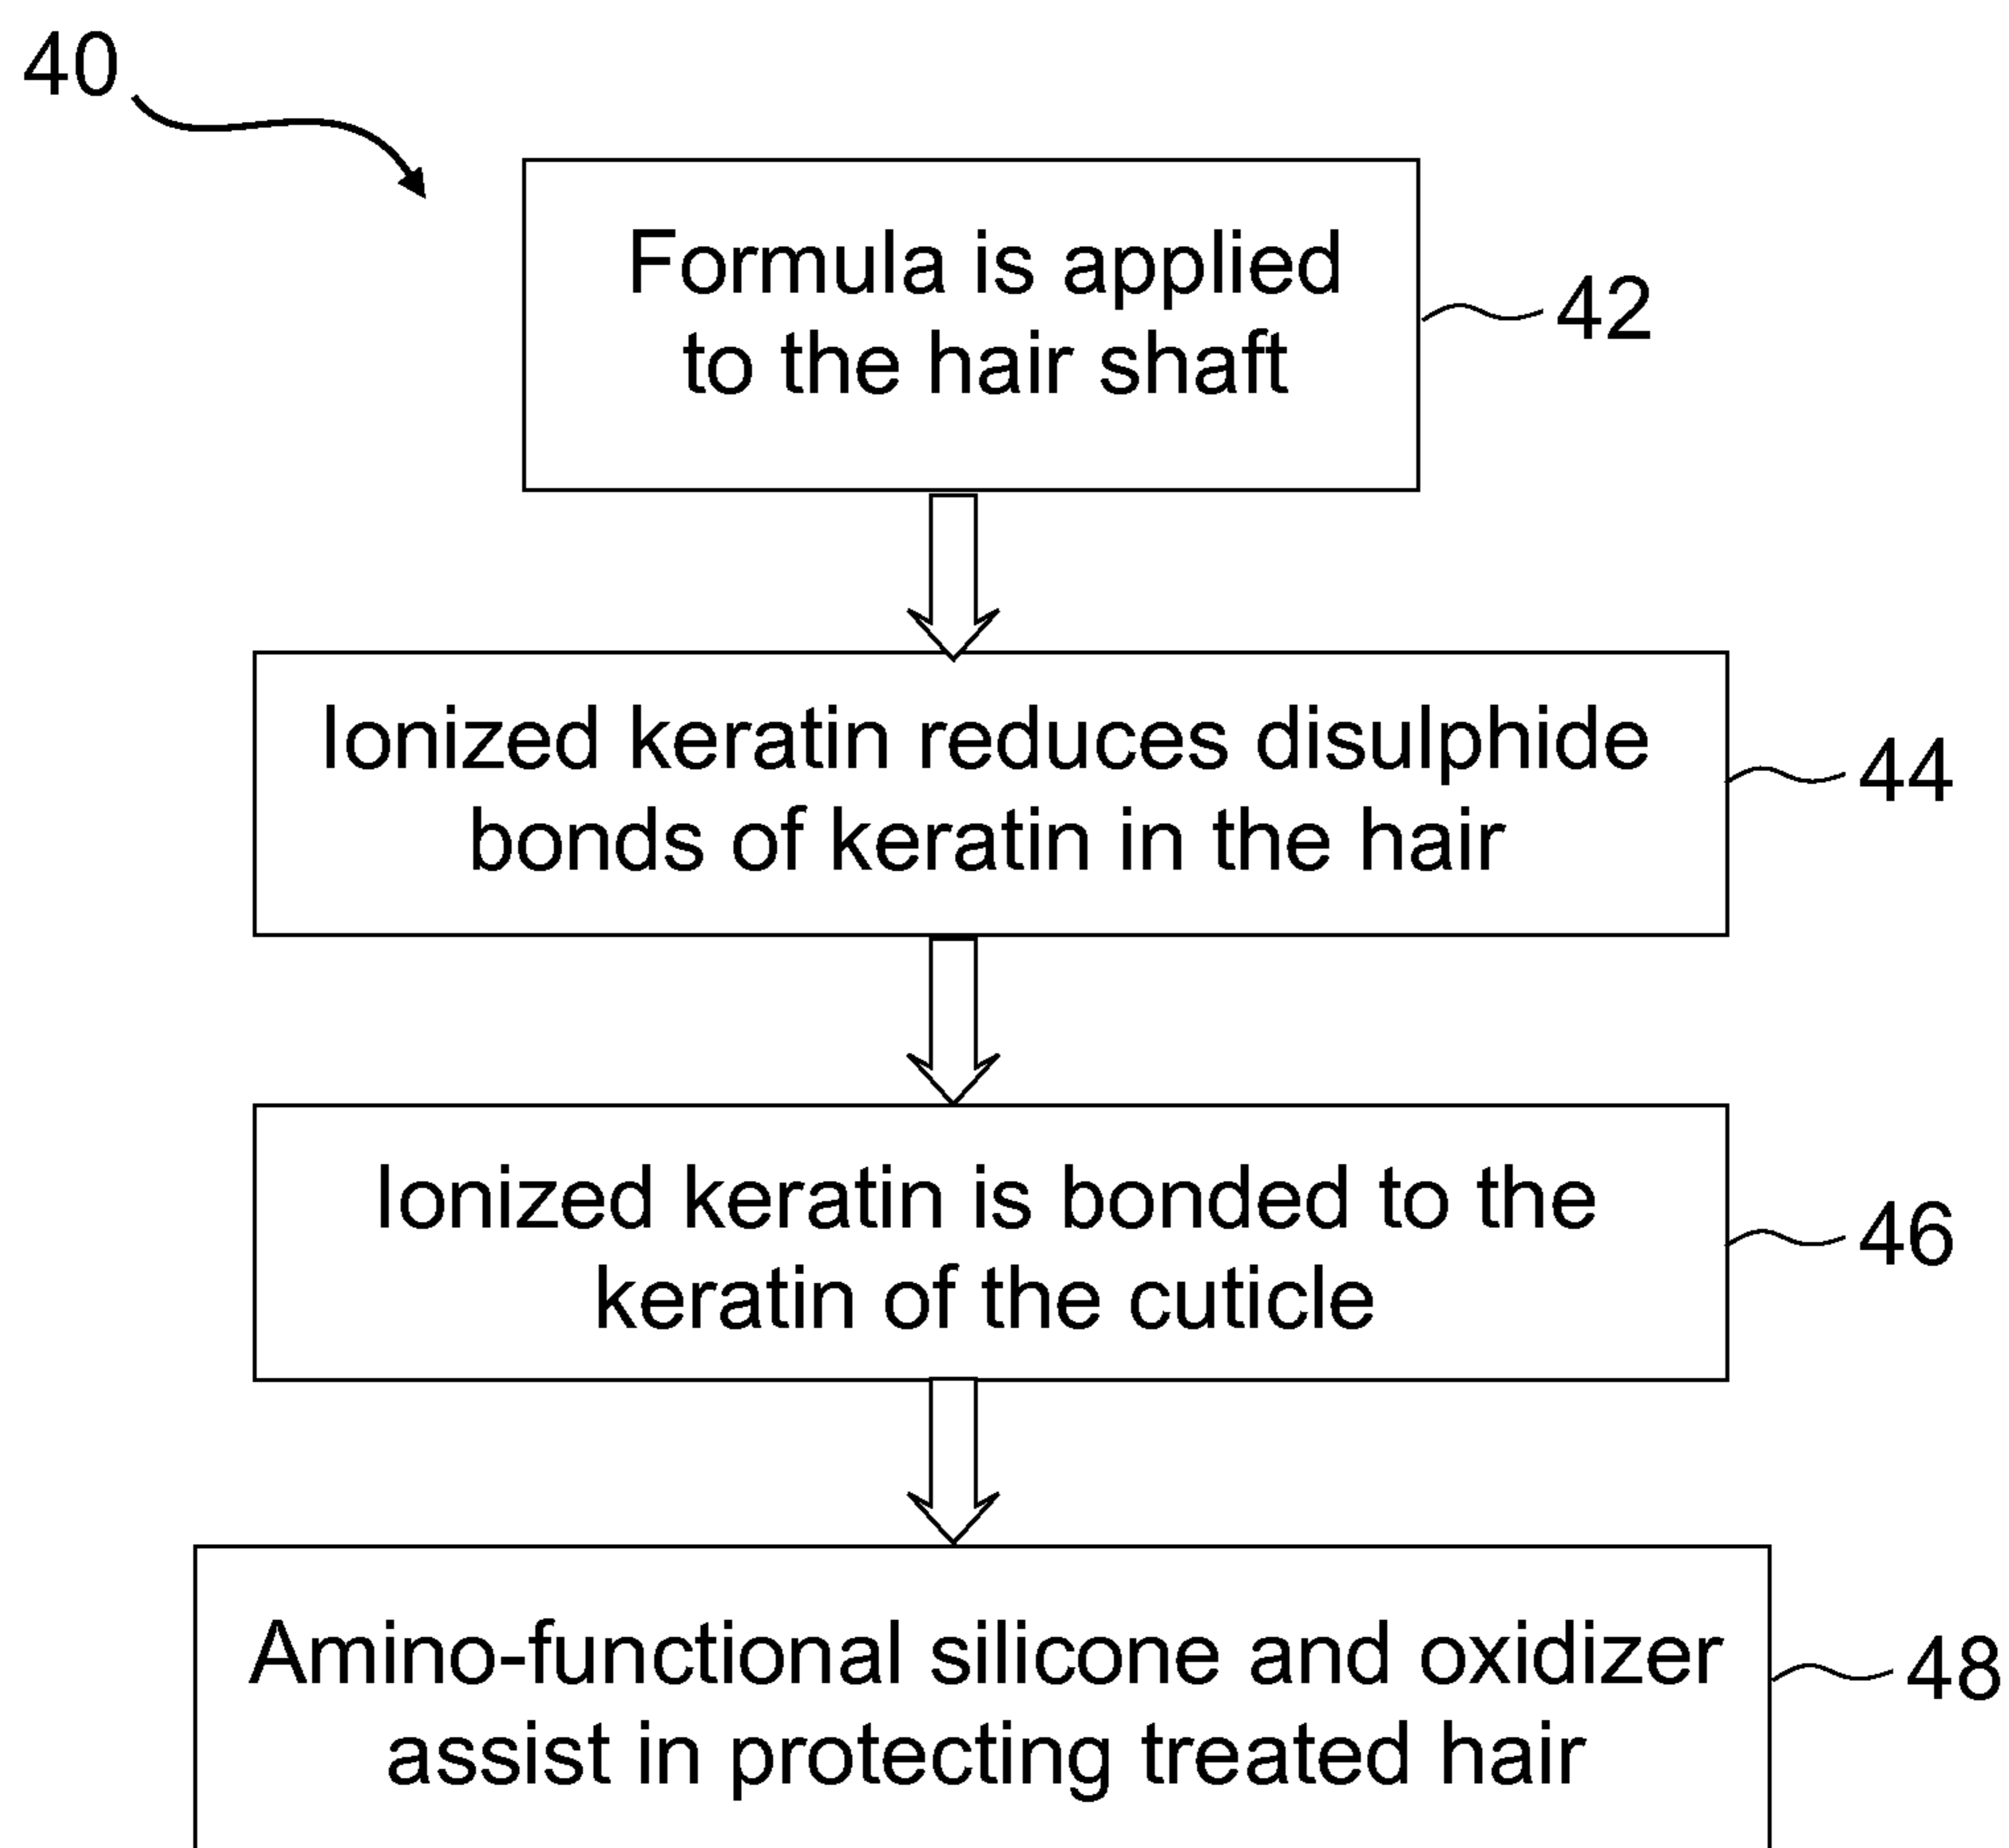 40
Formula is applied
to the hair shaft
42
Ionized keratin reduces disulphide
bonds of keratin in the hair
44
Ionized keratin is bonded to the
keratin of the cuticle
46
Amino-functional silicone and oxidizer
assist in protecting treated hair
48